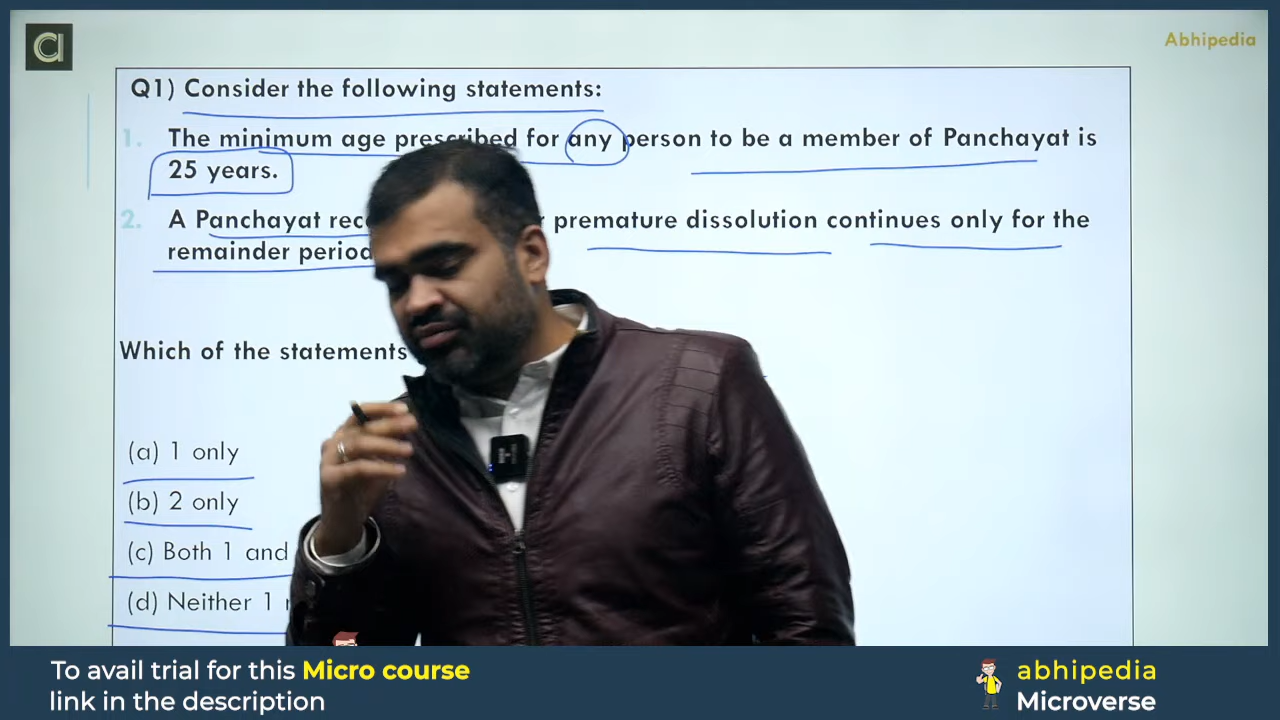 Abhipedia
Q1) Consider the following statements:
1. The minimum age prescribed for any person to be a member of Panchayat is
25 years.
2. A Panchayat premature dissolution continues only for the
remainder
Which of the statements
(a) 1 only
(b) 2 only
(c) Both 1 and
(d) Neither 1
To avail trial for this Micro course
link in the description
abhipedia
Microverse